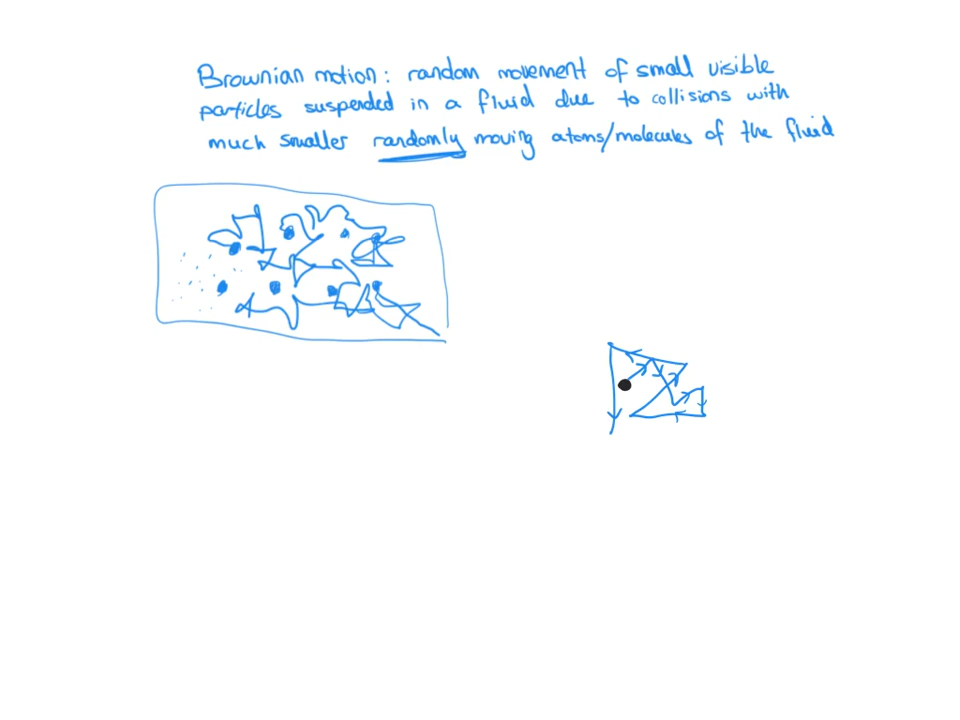 Brownian motion: random movement of small visible
particles suspended in a fluid due to collisions with
much smaller randomly moving atoms/molecules of the fluid